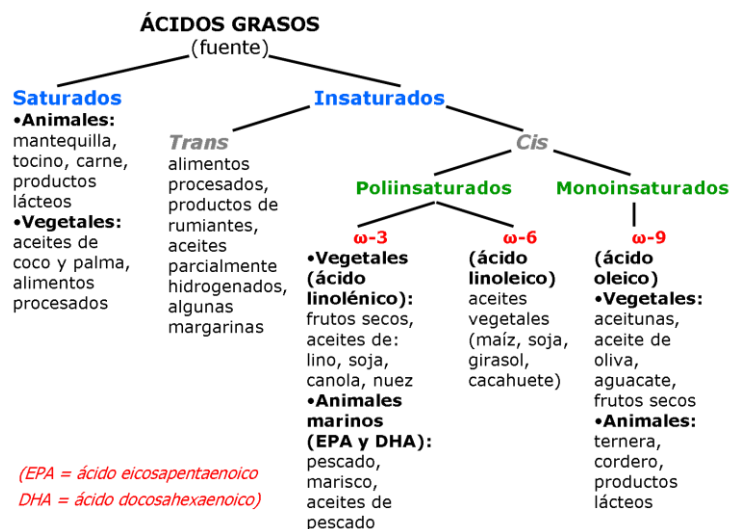 ÁCIDOS GRASOS
(fuente)
Saturados
•Animales:
mantequilla,
tocino, carne,
productos
lácteos
•Vegetales:
aceites de
coco y palma,
alimentos
procesados
Insaturados
Trans
alimentos
procesados,
productos de
rumiantes,
aceites
parcialmente
hidrogenados,
algunas
margarinas
Cis
Poliinsaturados
ω-3
•Vegetales
(ácido
linolénico):
frutos secos,
aceites de:
lino, soja,
canola, nuez
•Animales
marinos
(EPA y DHA):
pescado,
marisco,
aceites de
pescado
ω-6
(ácido
linoleico)
aceites
vegetales
(maíz, soja,
girasol,
cacahuete)
Monoinsaturados
ω-9
(ácido
oleico)
•Vegetales:
aceitunas,
aceite de
oliva,
aguacate,
frutos secos
•Animales:
ternera,
cordero,
productos
lácteos
(EPA = ácido eicosapentaenoico
DHA = ácido docosahexaenoico)